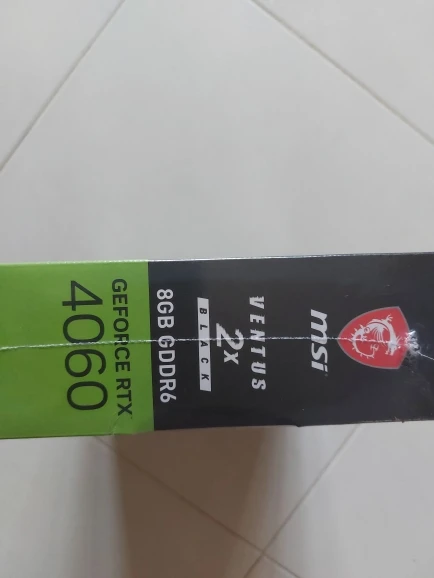 msi
VENTUS
2X
BLACK
8GB GDDR6
GEFORCE RTX
4060